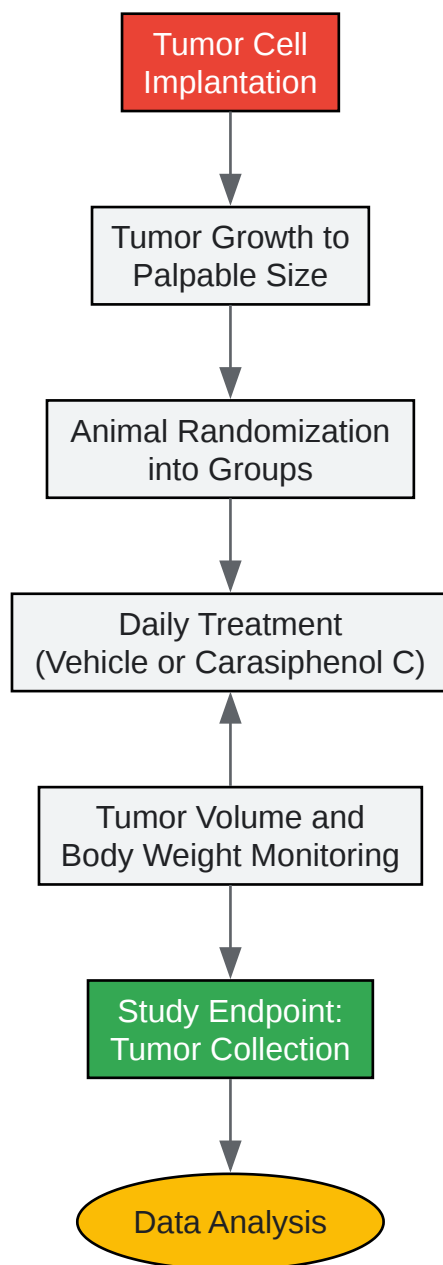 Tumor Cell
Implantation
Tumor Growth to
Palpable Size
Animal Randomization
into Groups
Daily Treatment
(Vehicle or Carasiphenol C)
Tumor Volume and
Body Weight Monitoring
Study Endpoint:
Tumor Collection
Data Analysis